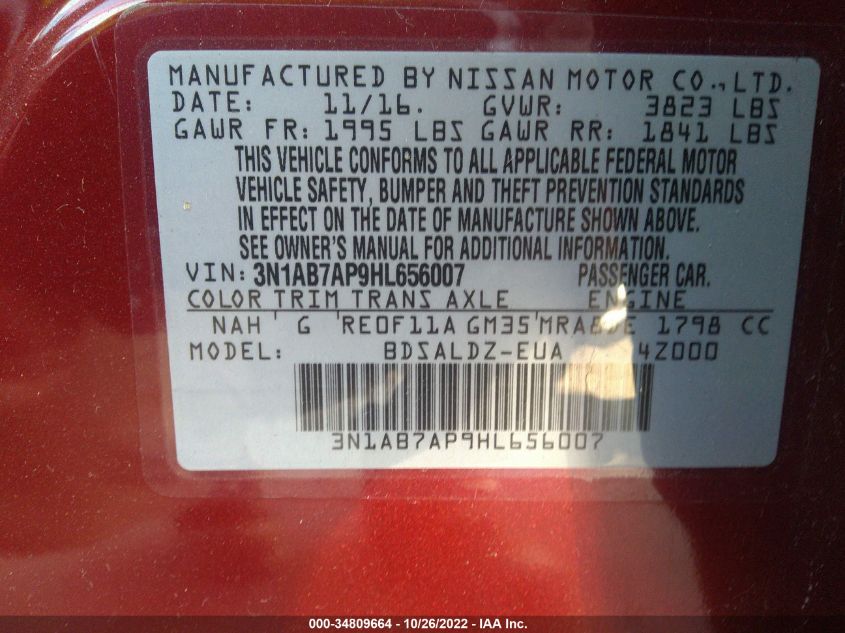 MANUFACTURED BY NISSAN MOTOR CO., LTD.
DATE: 11/16. GVWR: 3823 LBS
GAWR FR: 1995 LBS GAWR RR: 1841 LBS
THIS VEHICLE CONFORMS TO ALL APPLICABLE FEDERAL MOTOR
VEHICLE SAFETY, BUMPER AND THEFT PREVENTION STANDARDS
IN EFFECT ON THE DATE OF MANUFACTURE SHOWN ABOVE.
SEE OWNER'S MANUAL FOR ADDITIONAL INFORMATION.
VIN: 3N1AB7AP9HL656007 PASSENGER CAR.
COLOR TRIM TRANS AXLE ENGINE
NAH G RE0F11A GM35 MRA8DE 1798 CC
MODEL: BDSALDZ-EUA 4Z000
3N1AB7AP9HL656007
000-34809664 - 10/26/2022 - IAA Inc.